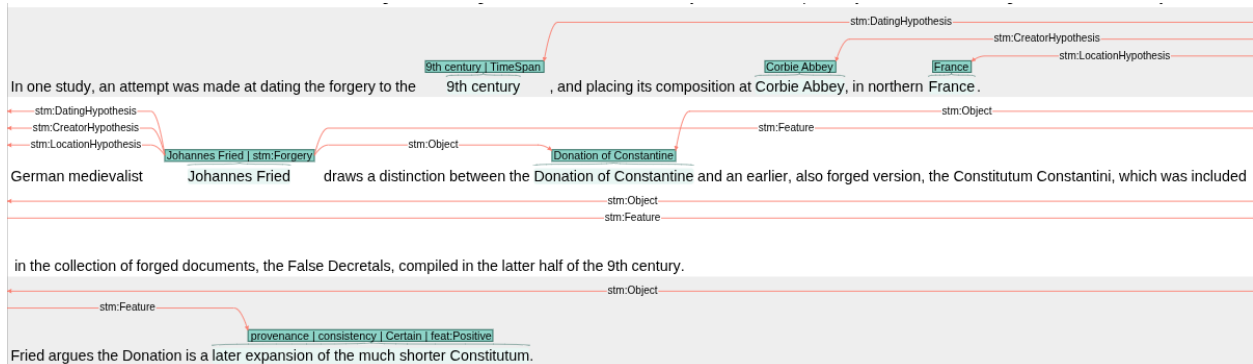 stm:DatingHypothesis
stm:CreatorHypothesis
stm:LocationHypothesis
9th century | TimeSpan
Corbie Abbey
France
In one study, an attempt was made at dating the forgery to the 9th century , and placing its composition at Corbie Abbey, in northern France.
stm:DatingHypothesis
stm:Object
stm:CreatorHypothesis
stm:Feature
stm:LocationHypothesis
stm:Object
Johannes Fried | stm:Forgery
Donation of Constantine
German medievalist Johannes Fried draws a distinction between the Donation of Constantine and an earlier, also forged version, the Constitutum Constantini, which was included
stm:Object
stm:Feature
in the collection of forged documents, the False Decretals, compiled in the latter half of the 9th century.
stm:Object
stm:Feature
provenance | consistency | Certain | feat:Positive
Fried argues the Donation is a later expansion of the much shorter Constitutum.